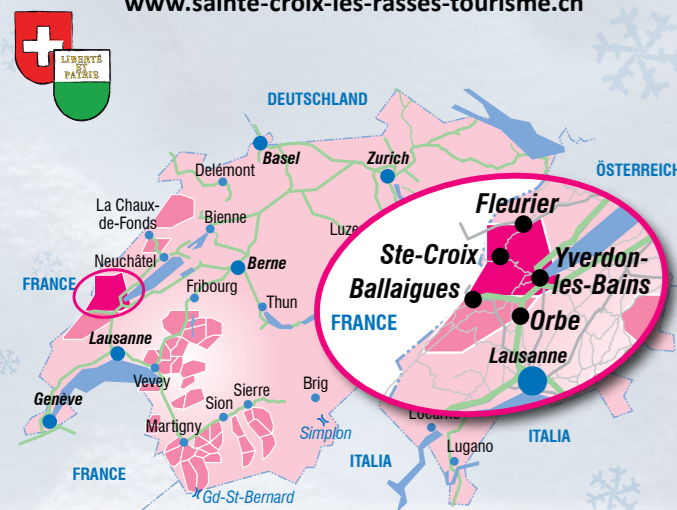 www.sainte-croix-les-rasses-tourisme.ch
LIBERTÉ
ET
PATRIE
DEUTSCHLAND
Basel
Zurich
Delémont
ÖSTERREICH
La Chaux-
de-Fonds
Bienne
Luze
Fleurier
Neuchâtel
Berne
Ste-Croix
Yverdon-
les-Bains
FRANCE
Fribourg
Ballaigues
Thun
FRANCE
Orbe
Lausanne
Lausanne
Vevey
Genève
Sion
Sierre
Brig
Martigny
Simplon
Locarno
ITALIA
Lugano
ITALIA
FRANCE
Gd-St-Bernard